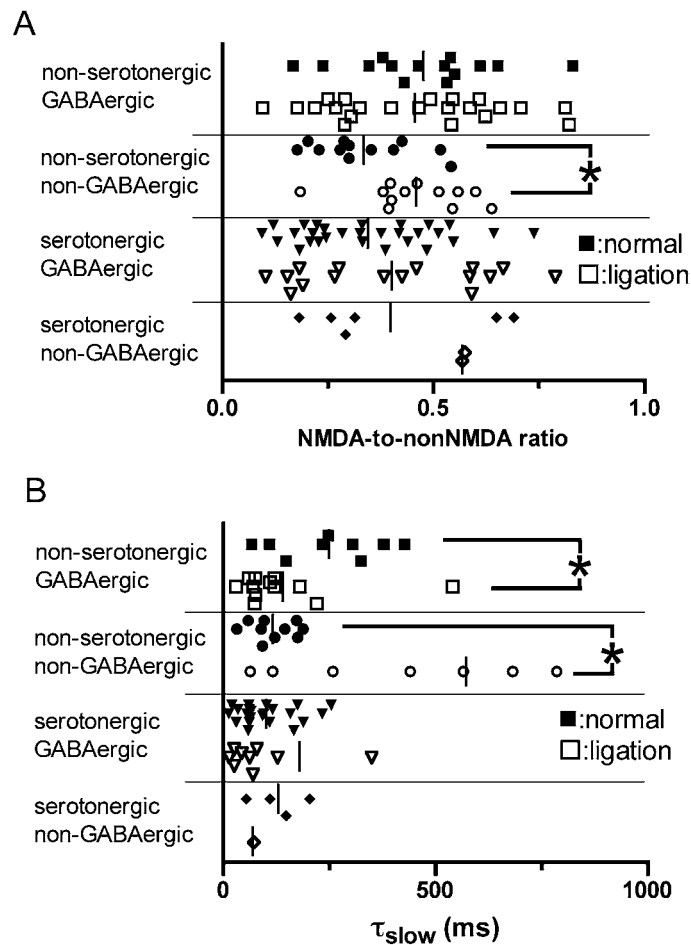 A
non-serotonergic
GABAergic
non-serotonergic
non-GABAergic
*
serotonergic
GABAergic
:normal
:ligation
serotonergic
non-GABAergic
0.0 0.5 1.0
NMDA-to-nonNMDA ratio
B
non-serotonergic
GABAergic
*
non-serotonergic
non-GABAergic
*
serotonergic
GABAergic
:normal
:ligation
serotonergic
non-GABAergic
0 500 1000
τslow (ms)